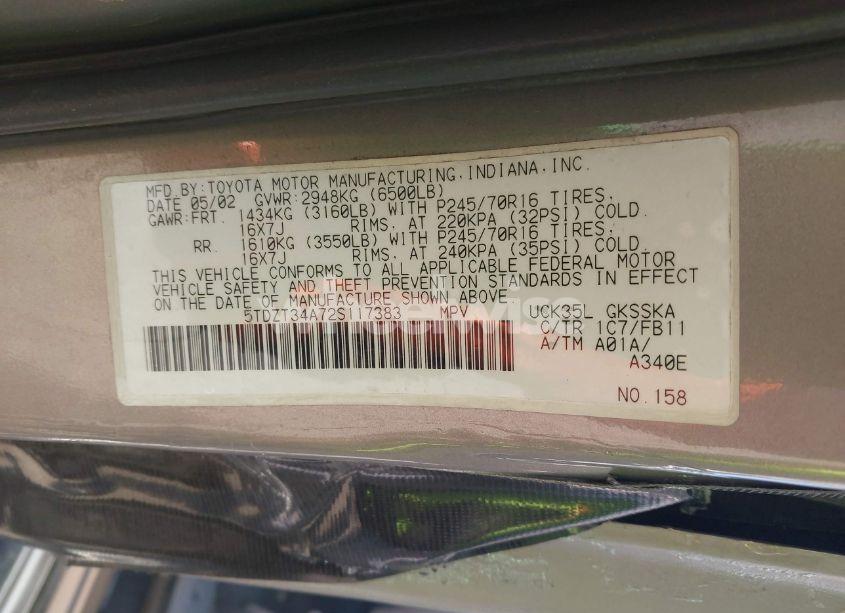 MFD.BY:TOYOTA MOTOR MANUFACTURING.INDIANA.INC.
DATE 05/02 GVWR:2948KG (6500LB)
GAWR:FRT. 1434KG (3160LB) WITH P245/70R16 TIRES.
16X7J RIMS. AT 220KPA (32PSI) COLD.
RR. 1610KG (3550LB) WITH P245/70R16 TIRES.
16X7J RIMS. AT 240KPA (35PSI) COLD.
THIS VEHICLE CONFORMS TO ALL APPLICABLE FEDERAL MOTOR
VEHICLE SAFETY AND THEFT PREVENTION STANDARDS IN EFFECT
ON THE DATE OF MANUFACTURE SHOWN ABOVE.
5TDZT34A72S117383 MPV UCK35L GKSSKA
C/TR 1C7/FB11
A/TM A01A/
A340E
NO.158